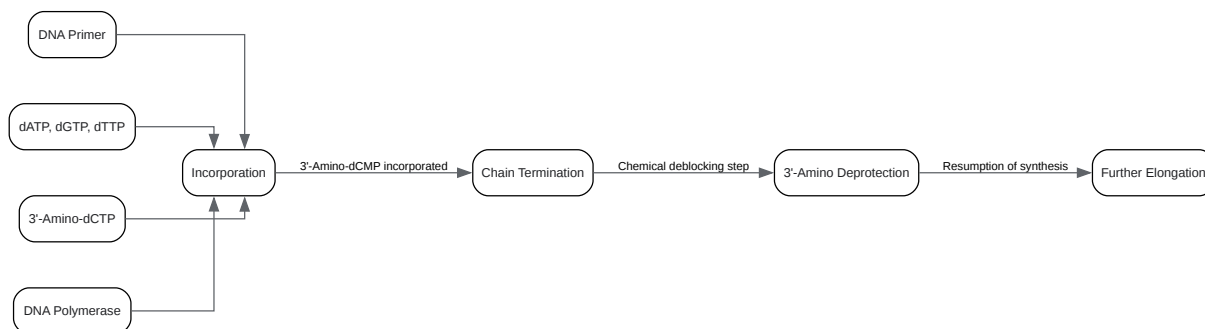 DNA Primer
dATP, dGTP, dTTP
3'-Amino-dCTP
DNA Polymerase
Incorporation
3'-Amino-dCMP incorporated
Chain Termination
Chemical deblocking step
3'-Amino Deprotection
Resumption of synthesis
Further Elongation